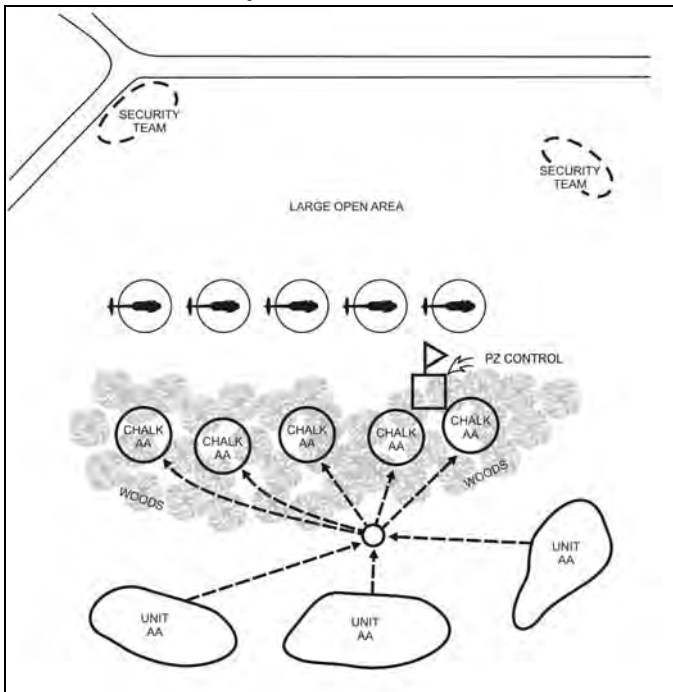 SECURITY
TEAM
SECURITY
TEAM
LARGE OPEN AREA
PZ CONTROL
CHALK
AA
CHALK
AA
CHALK
AA
CHALK
AA
CHALK
AA
WOODS
WOODS
UNIT
AA
UNIT
AA
UNIT
AA